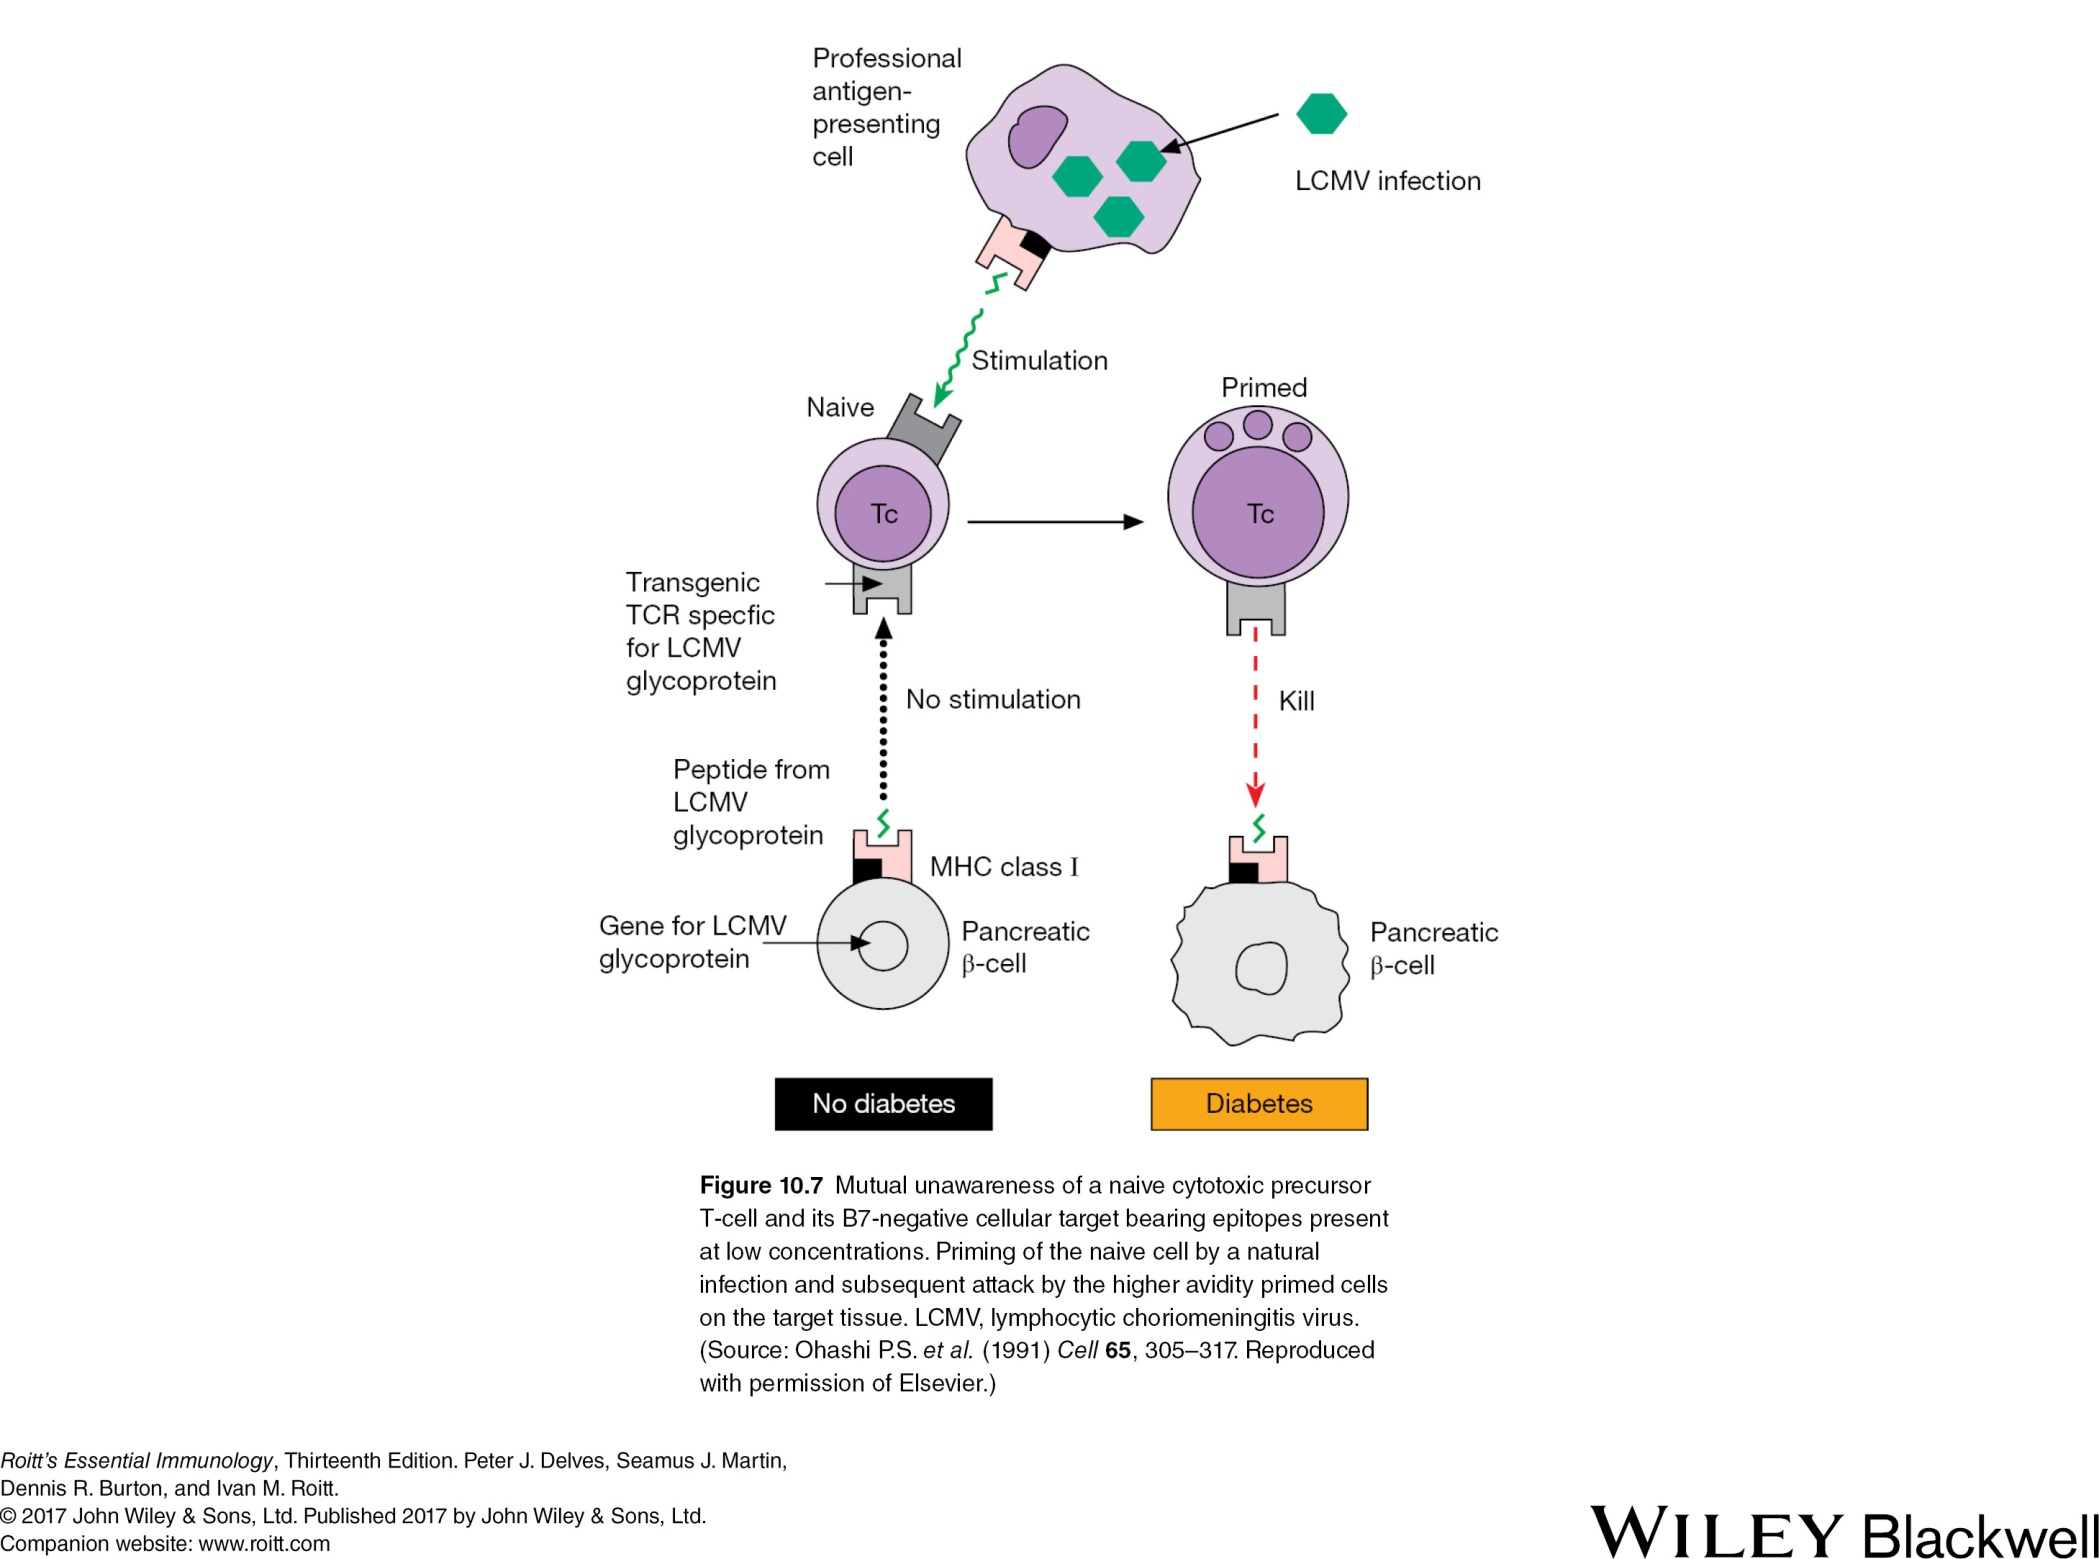 Professional
antigen-
presenting
cell
LCMV infection
Stimulation
Naive
Primed
Tc
Tc
Transgenic
TCR specfic
for LCMV
glycoprotein
No stimulation
Kill
Peptide from
LCMV
glycoprotein
MHC class I
Gene for LCMV
glycoprotein
Pancreatic
β-cell
Pancreatic
β-cell
No diabetes
Diabetes
Figure 10.7 Mutual unawareness of a naive cytotoxic precursor
T-cell and its B7-negative cellular target bearing epitopes present
at low concentrations. Priming of the naive cell by a natural
infection and subsequent attack by the higher avidity primed cells
on the target tissue. LCMV, lymphocytic choriomeningitis virus.
(Source: Ohashi P.S. et al. (1991) Cell 65, 305–317. Reproduced
with permission of Elsevier.)
Roitt's Essential Immunology, Thirteenth Edition. Peter J. Delves, Seamus J. Martin,
Dennis R. Burton, and Ivan M. Roitt.
© 2017 John Wiley & Sons, Ltd. Published 2017 by John Wiley & Sons, Ltd.
Companion website: www.roitt.com
WILEY Blackwell